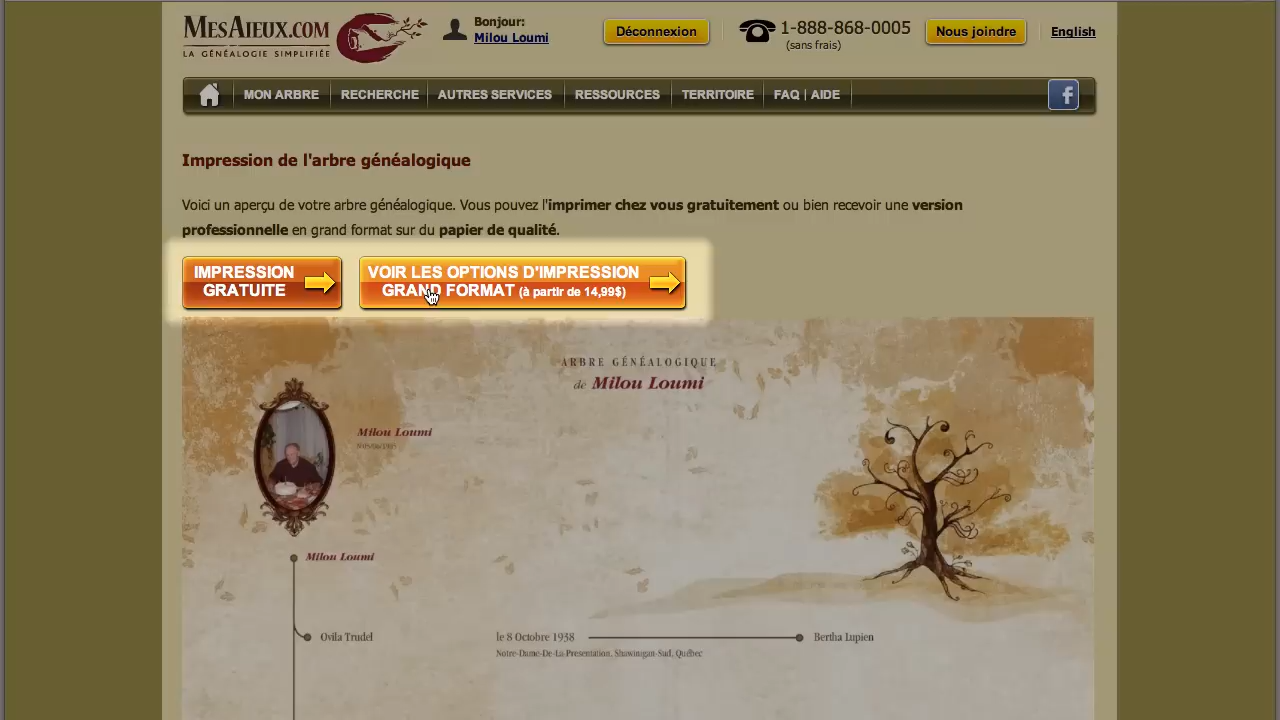 MESAIEUX.COM
LA GÉNÉALOGIE SIMPLIFIÉE
Bonjour:
Milou Loumi
Déconnexion
1-888-868-0005
(sans frais)
Nous joindre
English
MON ARBRE
RECHERCHE
AUTRES SERVICES
RESSOURCES
TERRITOIRE
FAQ | AIDE
f
Impression de l'arbre généalogique
Voici un aperçu de votre arbre généalogique. Vous pouvez l'imprimer chez vous gratuitement ou bien recevoir une version
professionnelle en grand format sur du papier de qualité.
IMPRESSION
GRATUITE
VOIR LES OPTIONS D'IMPRESSION
GRAND FORMAT (à partir de 14,99$)
ARBRE GÉNÉALOGIQUE
de Milou Loumi
Milou Loumi
Milou Loumi
Ovila Trudel
le 8 Octobre 1938
Bertha Lupien
Notre-Dame-De-La-Presentation, Shawinigan-Sud, Québec